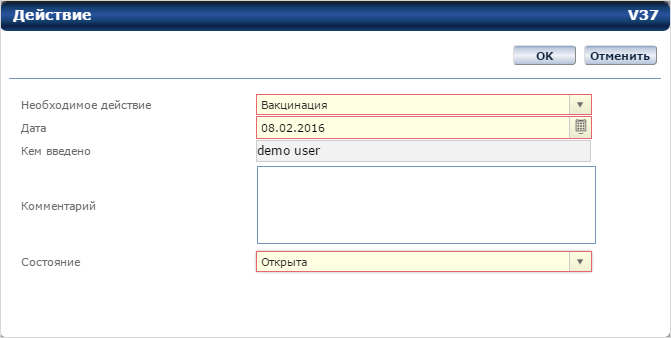 Действие V37
OK Отменить
Необходимое действие Вакцинация
Дата 08.02.2016
Кем введено demo user
Комментарий
Состояние Открыта